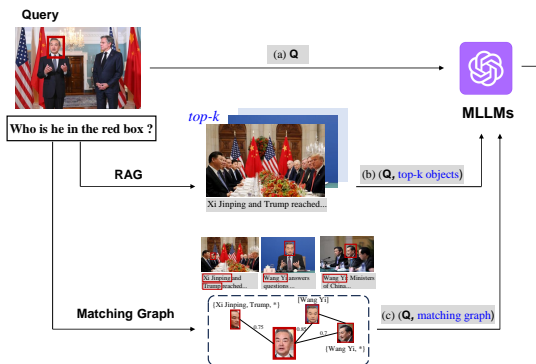 Query
(a) Q
MLLMs
Who is he in the red box ?
top-k
RAG
Xi Jinping and Trump reached...
(b) (Q, top-k objects)
Xi Jinping and
Trump reached...
Wang Yi answers
questions ...
Wang Yi: Ministers
of China...
Matching Graph
[Xi Jinping, Trump, *}
[Wang Yi]
0.75
0.85
0.7
[Wang Yi, *}
(c) (Q, matching graph)